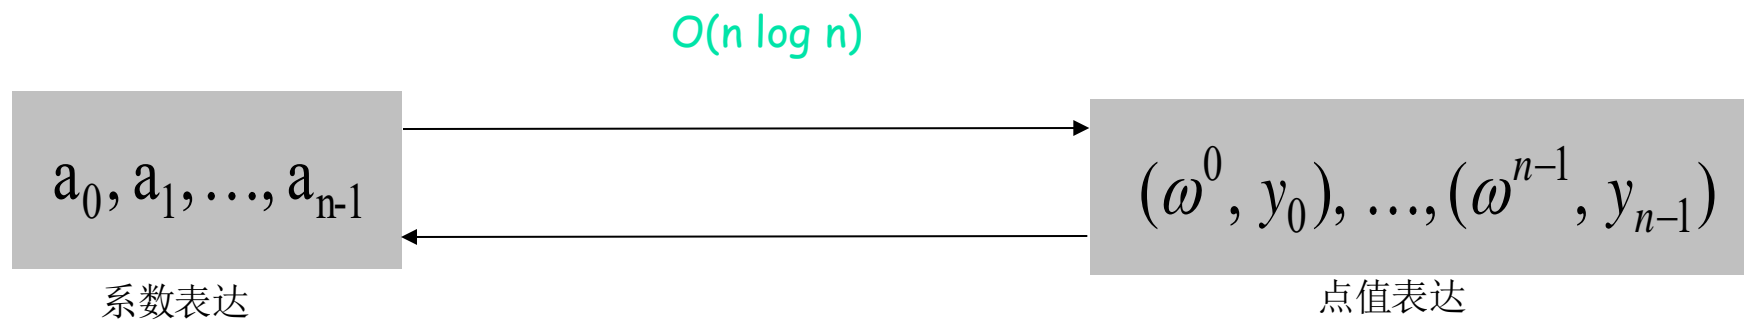 O(n log n)
a₀, a₁, …, aₙ₋₁
(ω⁰, y₀), …, (ωⁿ⁻¹, yₙ₋₁)
系数表达
点值表达